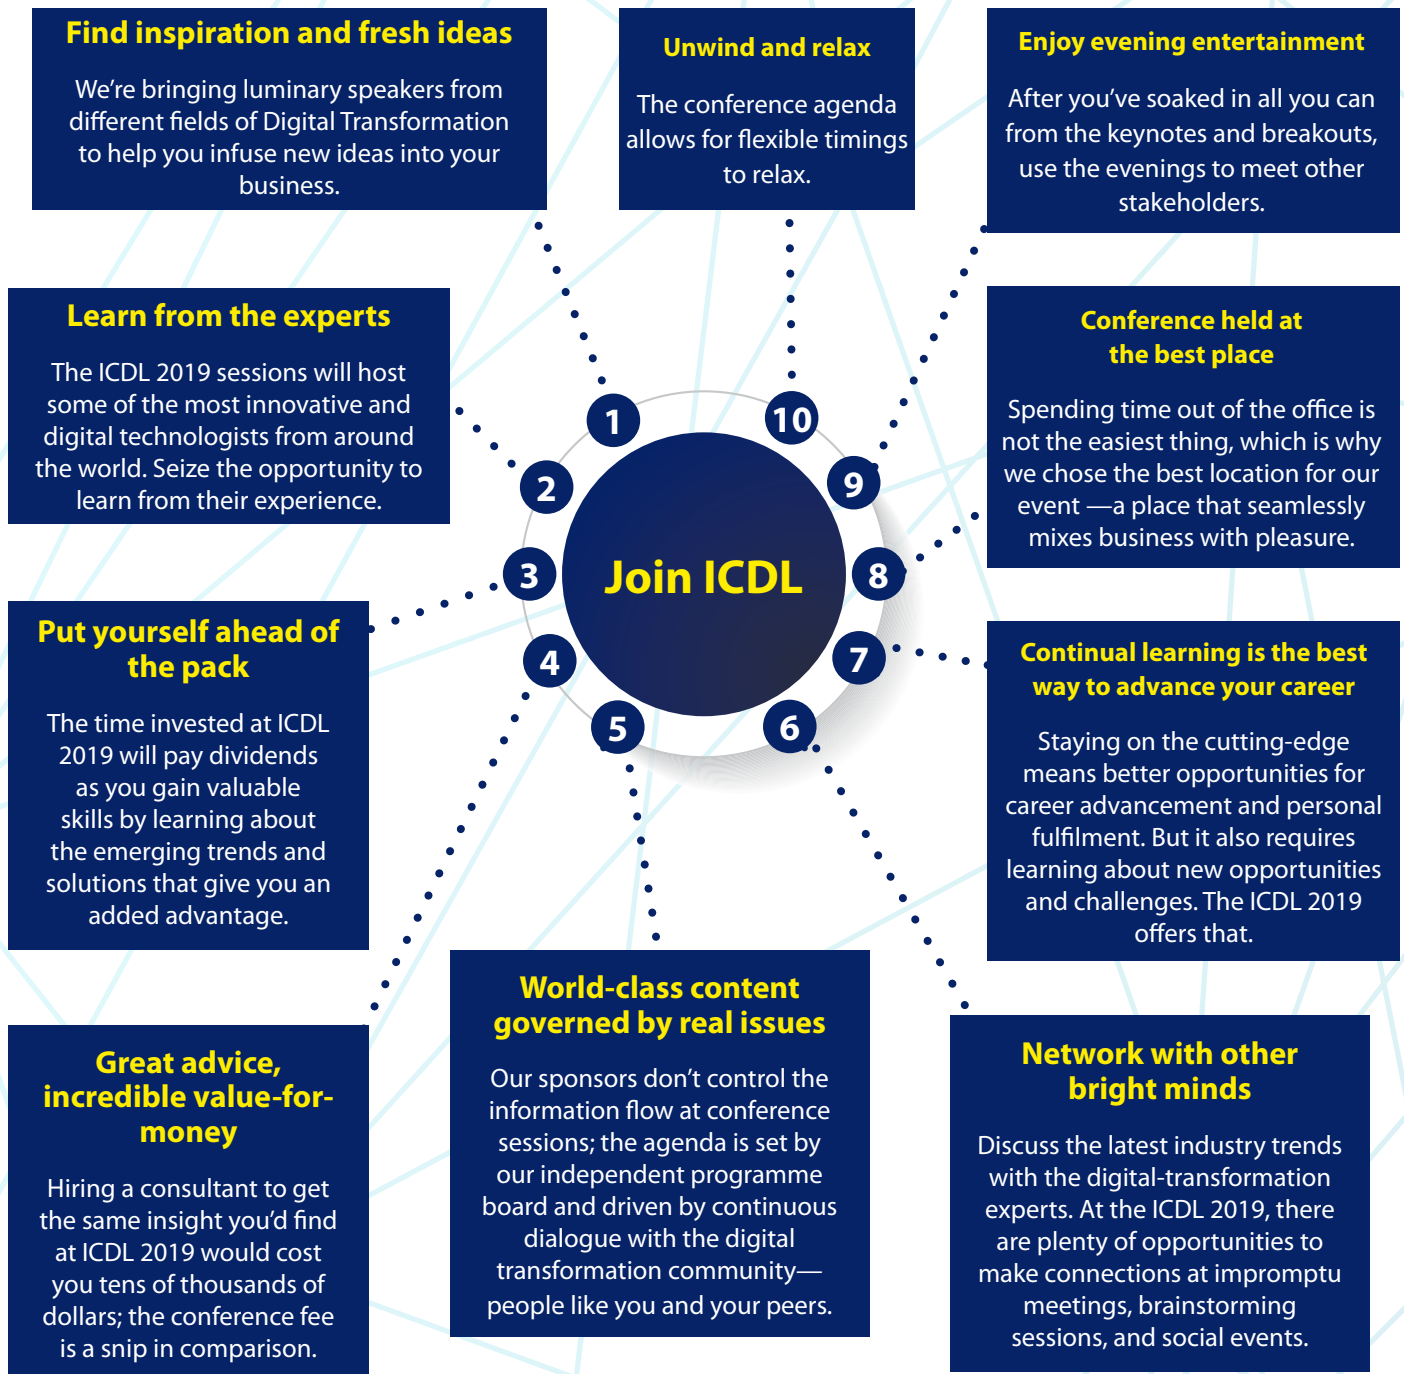 Find inspiration and fresh ideas
We’re bringing luminary speakers from
different fields of Digital Transformation
to help you infuse new ideas into your
business.
Unwind and relax
The conference agenda
allows for flexible timings
to relax.
Enjoy evening entertainment
After you’ve soaked in all you can
from the keynotes and breakouts,
use the evenings to meet other
stakeholders.
Learn from the experts
The ICDL 2019 sessions will host
some of the most innovative and
digital technologists from around
the world. Seize the opportunity to
learn from their experience.
Conference held at
the best place
Spending time out of the office is
not the easiest thing, which is why
we chose the best location for our
event —a place that seamlessly
mixes business with pleasure.
1
10
2
9
3
Join ICDL
8
4
7
5
6
Put yourself ahead of
the pack
The time invested at ICDL
2019 will pay dividends
as you gain valuable
skills by learning about
the emerging trends and
solutions that give you an
added advantage.
Continual learning is the best
way to advance your career
Staying on the cutting-edge
means better opportunities for
career advancement and personal
fulfilment. But it also requires
learning about new opportunities
and challenges. The ICDL 2019
offers that.
Great advice,
incredible value-for-
money
Hiring a consultant to get
the same insight you’d find
at ICDL 2019 would cost
you tens of thousands of
dollars; the conference fee
is a snip in comparison.
World-class content
governed by real issues
Our sponsors don’t control the
information flow at conference
sessions; the agenda is set by
our independent programme
board and driven by continuous
dialogue with the digital
transformation community—
people like you and your peers.
Network with other
bright minds
Discuss the latest industry trends
with the digital-transformation
experts. At the ICDL 2019, there
are plenty of opportunities to
make connections at impromptu
meetings, brainstorming
sessions, and social events.